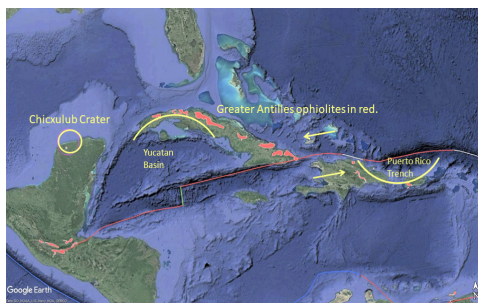 Greater Antilles ophiolites in red.
Chicxulub Crater
Yucatan
Basin
Puerto Rico
Trench
Google Earth